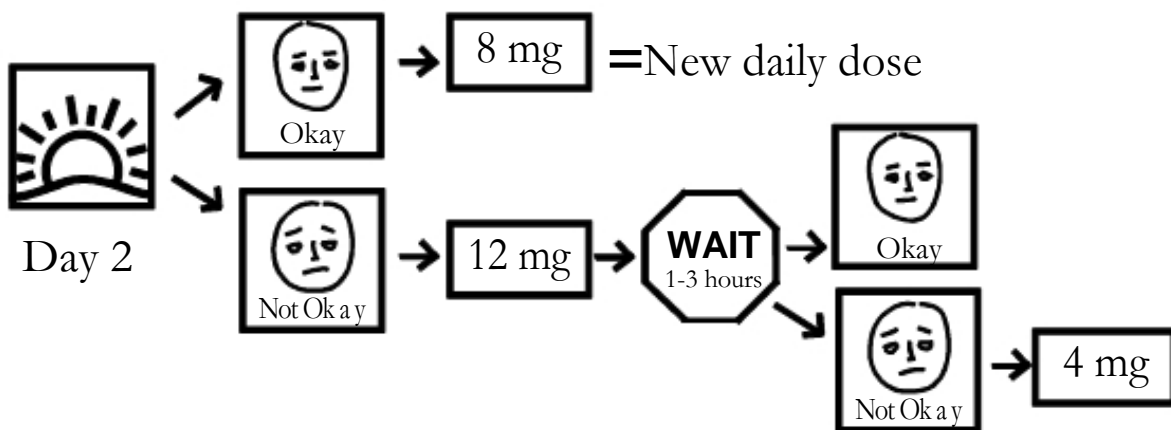 Okay
8 mg
=New daily dose
Day 2
Not Okay
12 mg
WAIT
1-3 hours
Okay
Not Okay
4 mg